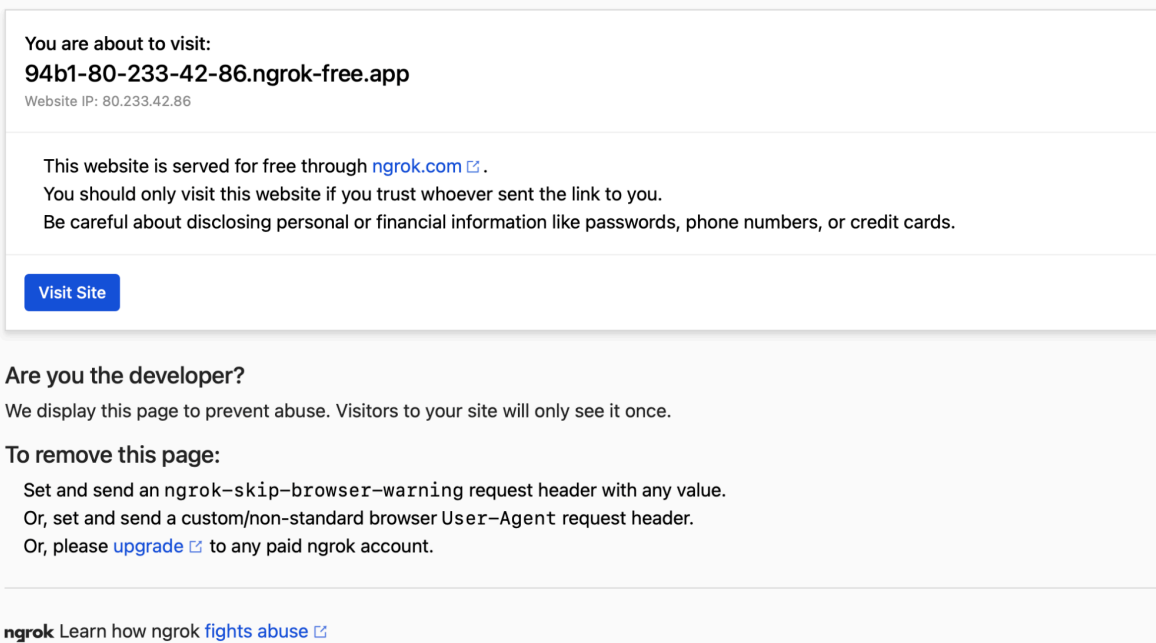 You are about to visit:
94b1-80-233-42-86.ngrok-free.app
Website IP: 80.233.42.86
This website is served for free through ngrok.com.
You should only visit this website if you trust whoever sent the link to you.
Be careful about disclosing personal or financial information like passwords, phone numbers, or credit cards.
Visit Site
Are you the developer?
We display this page to prevent abuse. Visitors to your site will only see it once.
To remove this page:
Set and send an ngrok-skip-browser-warning request header with any value.
Or, set and send a custom/non-standard browser User-Agent request header.
Or, please upgrade to any paid ngrok account.
ngrok Learn how ngrok fights abuse